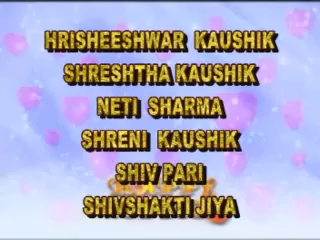 HRISHEESHWAR KAUSHIK
SHRESHTHA KAUSHIK
NETI SHARMA
SHRENI KAUSHIK
SHIV PARI
SHIVSHAKTI JIYA